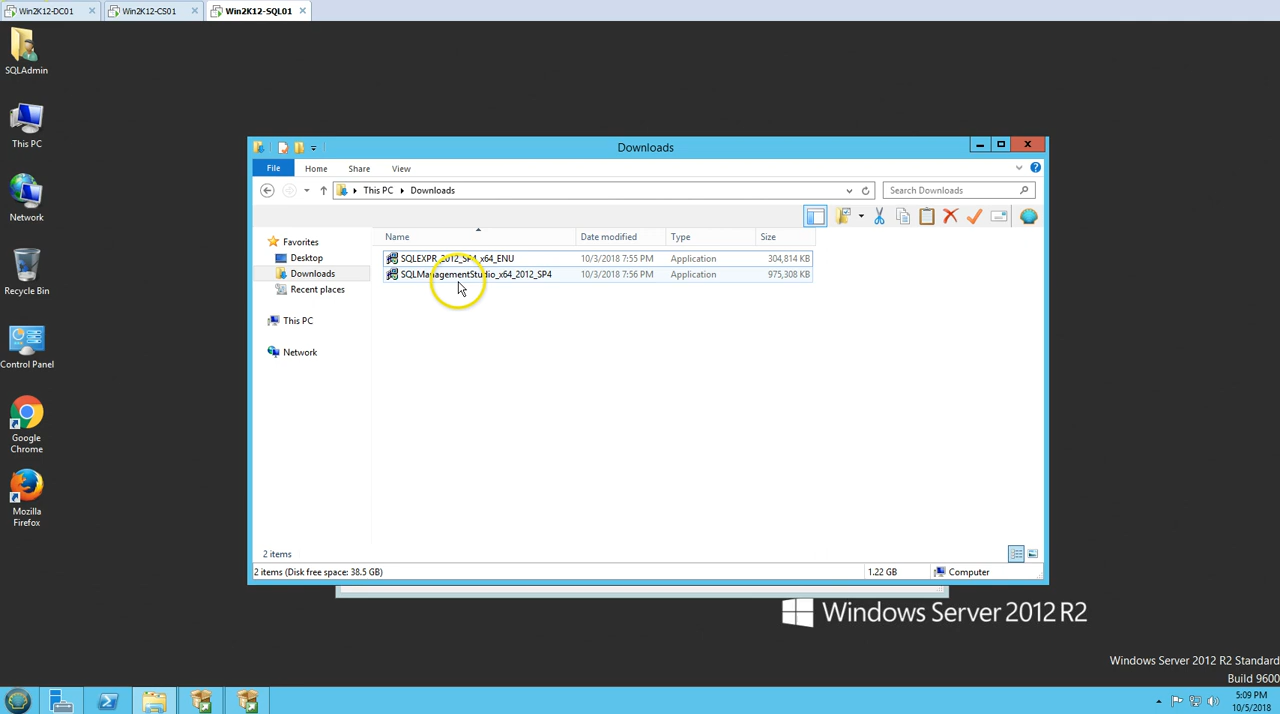 Win2K12-DC01
Win2K12-CS01
Win2K12-SQL01
SQLAdmin
This PC
Network
Recycle Bin
Control Panel
Google
Chrome
Mozilla
Firefox
Downloads
File
Home
Share
View
This PC
Downloads
Search Downloads
Name
Date modified
Type
Size
SQLEXPR_2012_SP4_x64_ENU 10/3/2018 7:55 PM Application 304,814 KB
SQLManagementStudio_x64_2012_SP4 10/3/2018 7:56 PM Application 975,308 KB
Favorites
Desktop
Downloads
Recent places
This PC
Network
2 items
2 items (Disk free space: 38.5 GB)
1.22 GB
Computer
Windows Server 2012 R2
Windows Server 2012 R2 Standard
Build 9600
5:09 PM
10/5/2018